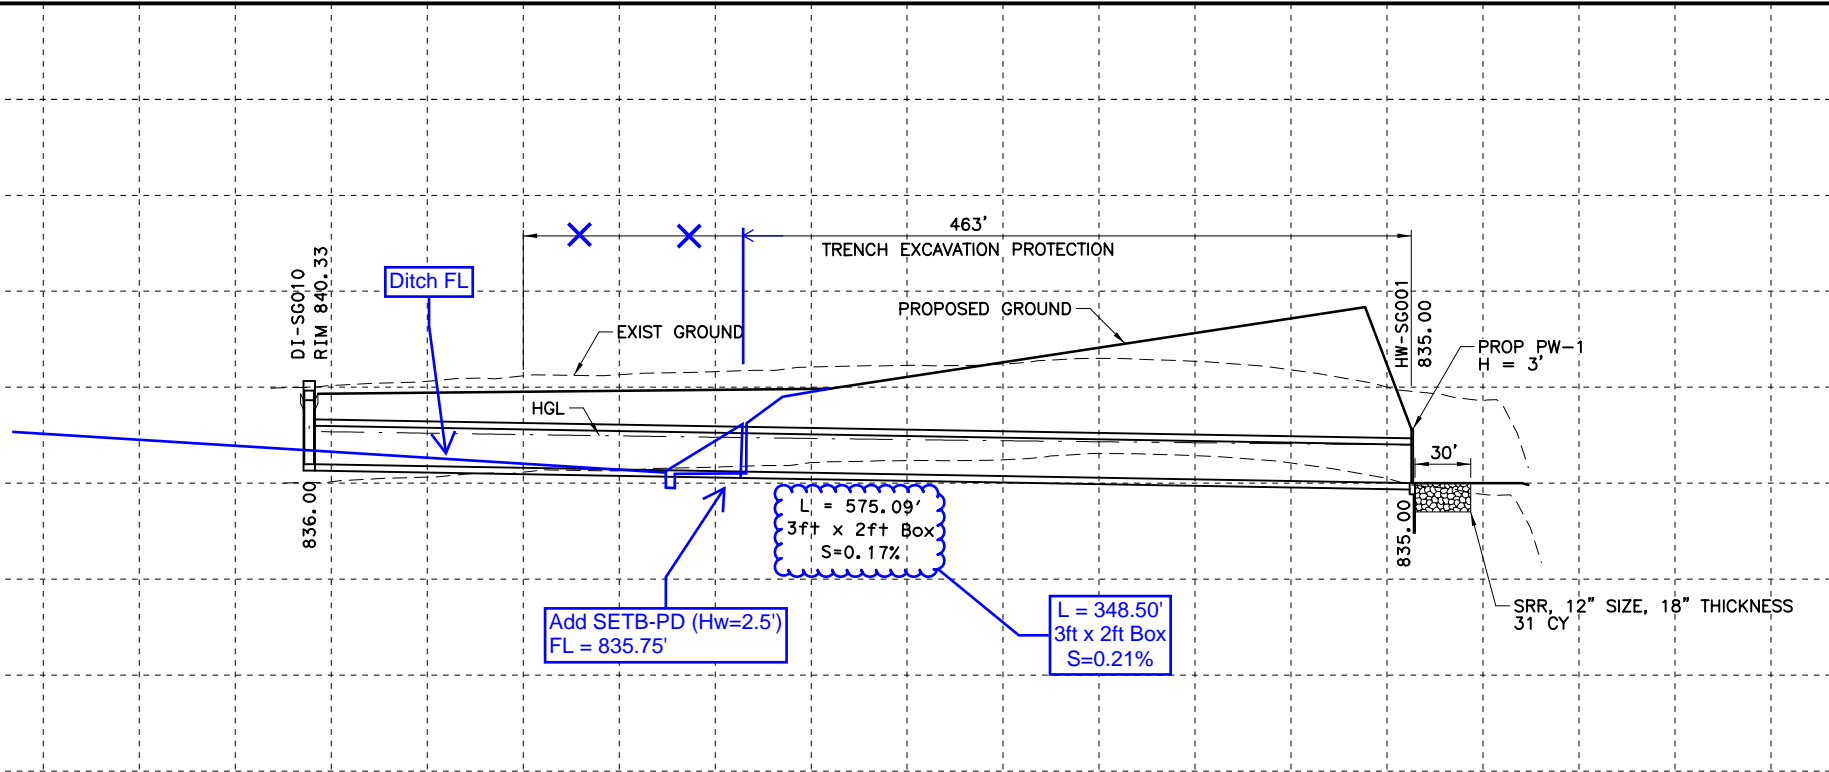 463'
TRENCH EXCAVATION PROTECTION
DI-SG010
RIM 840.33
Ditch FL
EXIST GROUND
PROPOSED GROUND
HW-SG001
835.00
PROP PW-1
H = 3'
HGL
30'
836.00
L = 575.09'
3ft x 2ft Box
S=0.17%
835.00
Add SETB-PD (Hw=2.5')
FL = 835.75'
L = 348.50'
3ft x 2ft Box
S=0.21%
SRR, 12" SIZE, 18" THICKNESS
31 CY